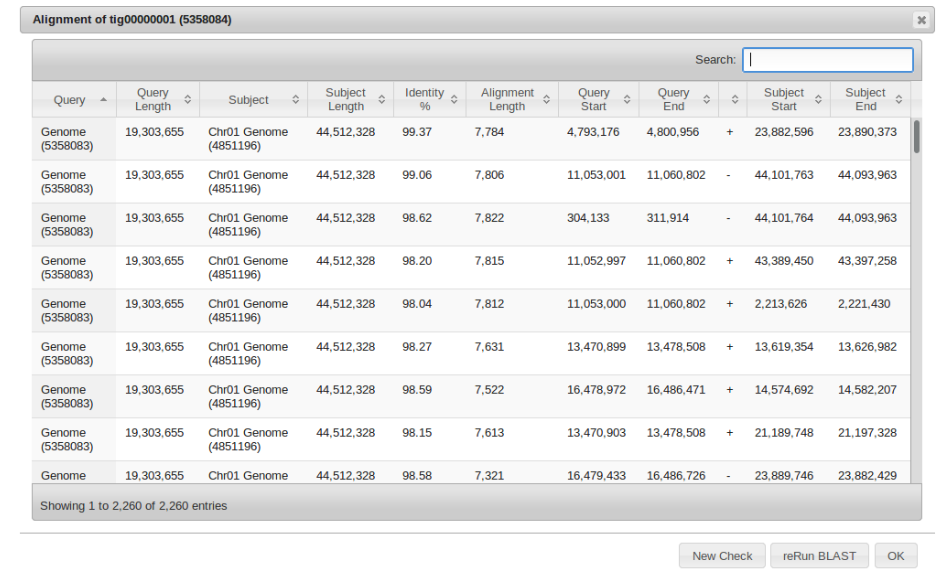 Alignment of tig00000001 (5358084)
Search:
Query Query Length Subject Subject Length Identity % Alignment Length Query Start Query End Subject Start Subject End
Genome (5358083) 19,303,655 Chr01 Genome (4851196) 44,512,328 99.37 7,784 4,793,176 4,800,956 + 23,882,596 23,890,373
Genome (5358083) 19,303,655 Chr01 Genome (4851196) 44,512,328 99.06 7,806 11,053,001 11,060,802 - 44,101,763 44,093,963
Genome (5358083) 19,303,655 Chr01 Genome (4851196) 44,512,328 98.62 7,822 304,133 311,914 - 44,101,764 44,093,963
Genome (5358083) 19,303,655 Chr01 Genome (4851196) 44,512,328 98.20 7,815 11,052,997 11,060,802 + 43,389,450 43,397,258
Genome (5358083) 19,303,655 Chr01 Genome (4851196) 44,512,328 98.04 7,812 11,053,000 11,060,802 + 2,213,626 2,221,430
Genome (5358083) 19,303,655 Chr01 Genome (4851196) 44,512,328 98.27 7,631 13,470,899 13,478,508 + 13,619,354 13,626,982
Genome (5358083) 19,303,655 Chr01 Genome (4851196) 44,512,328 98.59 7,522 16,478,972 16,486,471 + 14,574,692 14,582,207
Genome (5358083) 19,303,655 Chr01 Genome (4851196) 44,512,328 98.15 7,613 13,470,903 13,478,508 + 21,189,748 21,197,328
Genome 19,303,655 Chr01 Genome 44,512,328 98.58 7,321 16,479,433 16,486,726 - 23,889,746 23,882,429
Showing 1 to 2,260 of 2,260 entries
New Check reRun BLAST OK